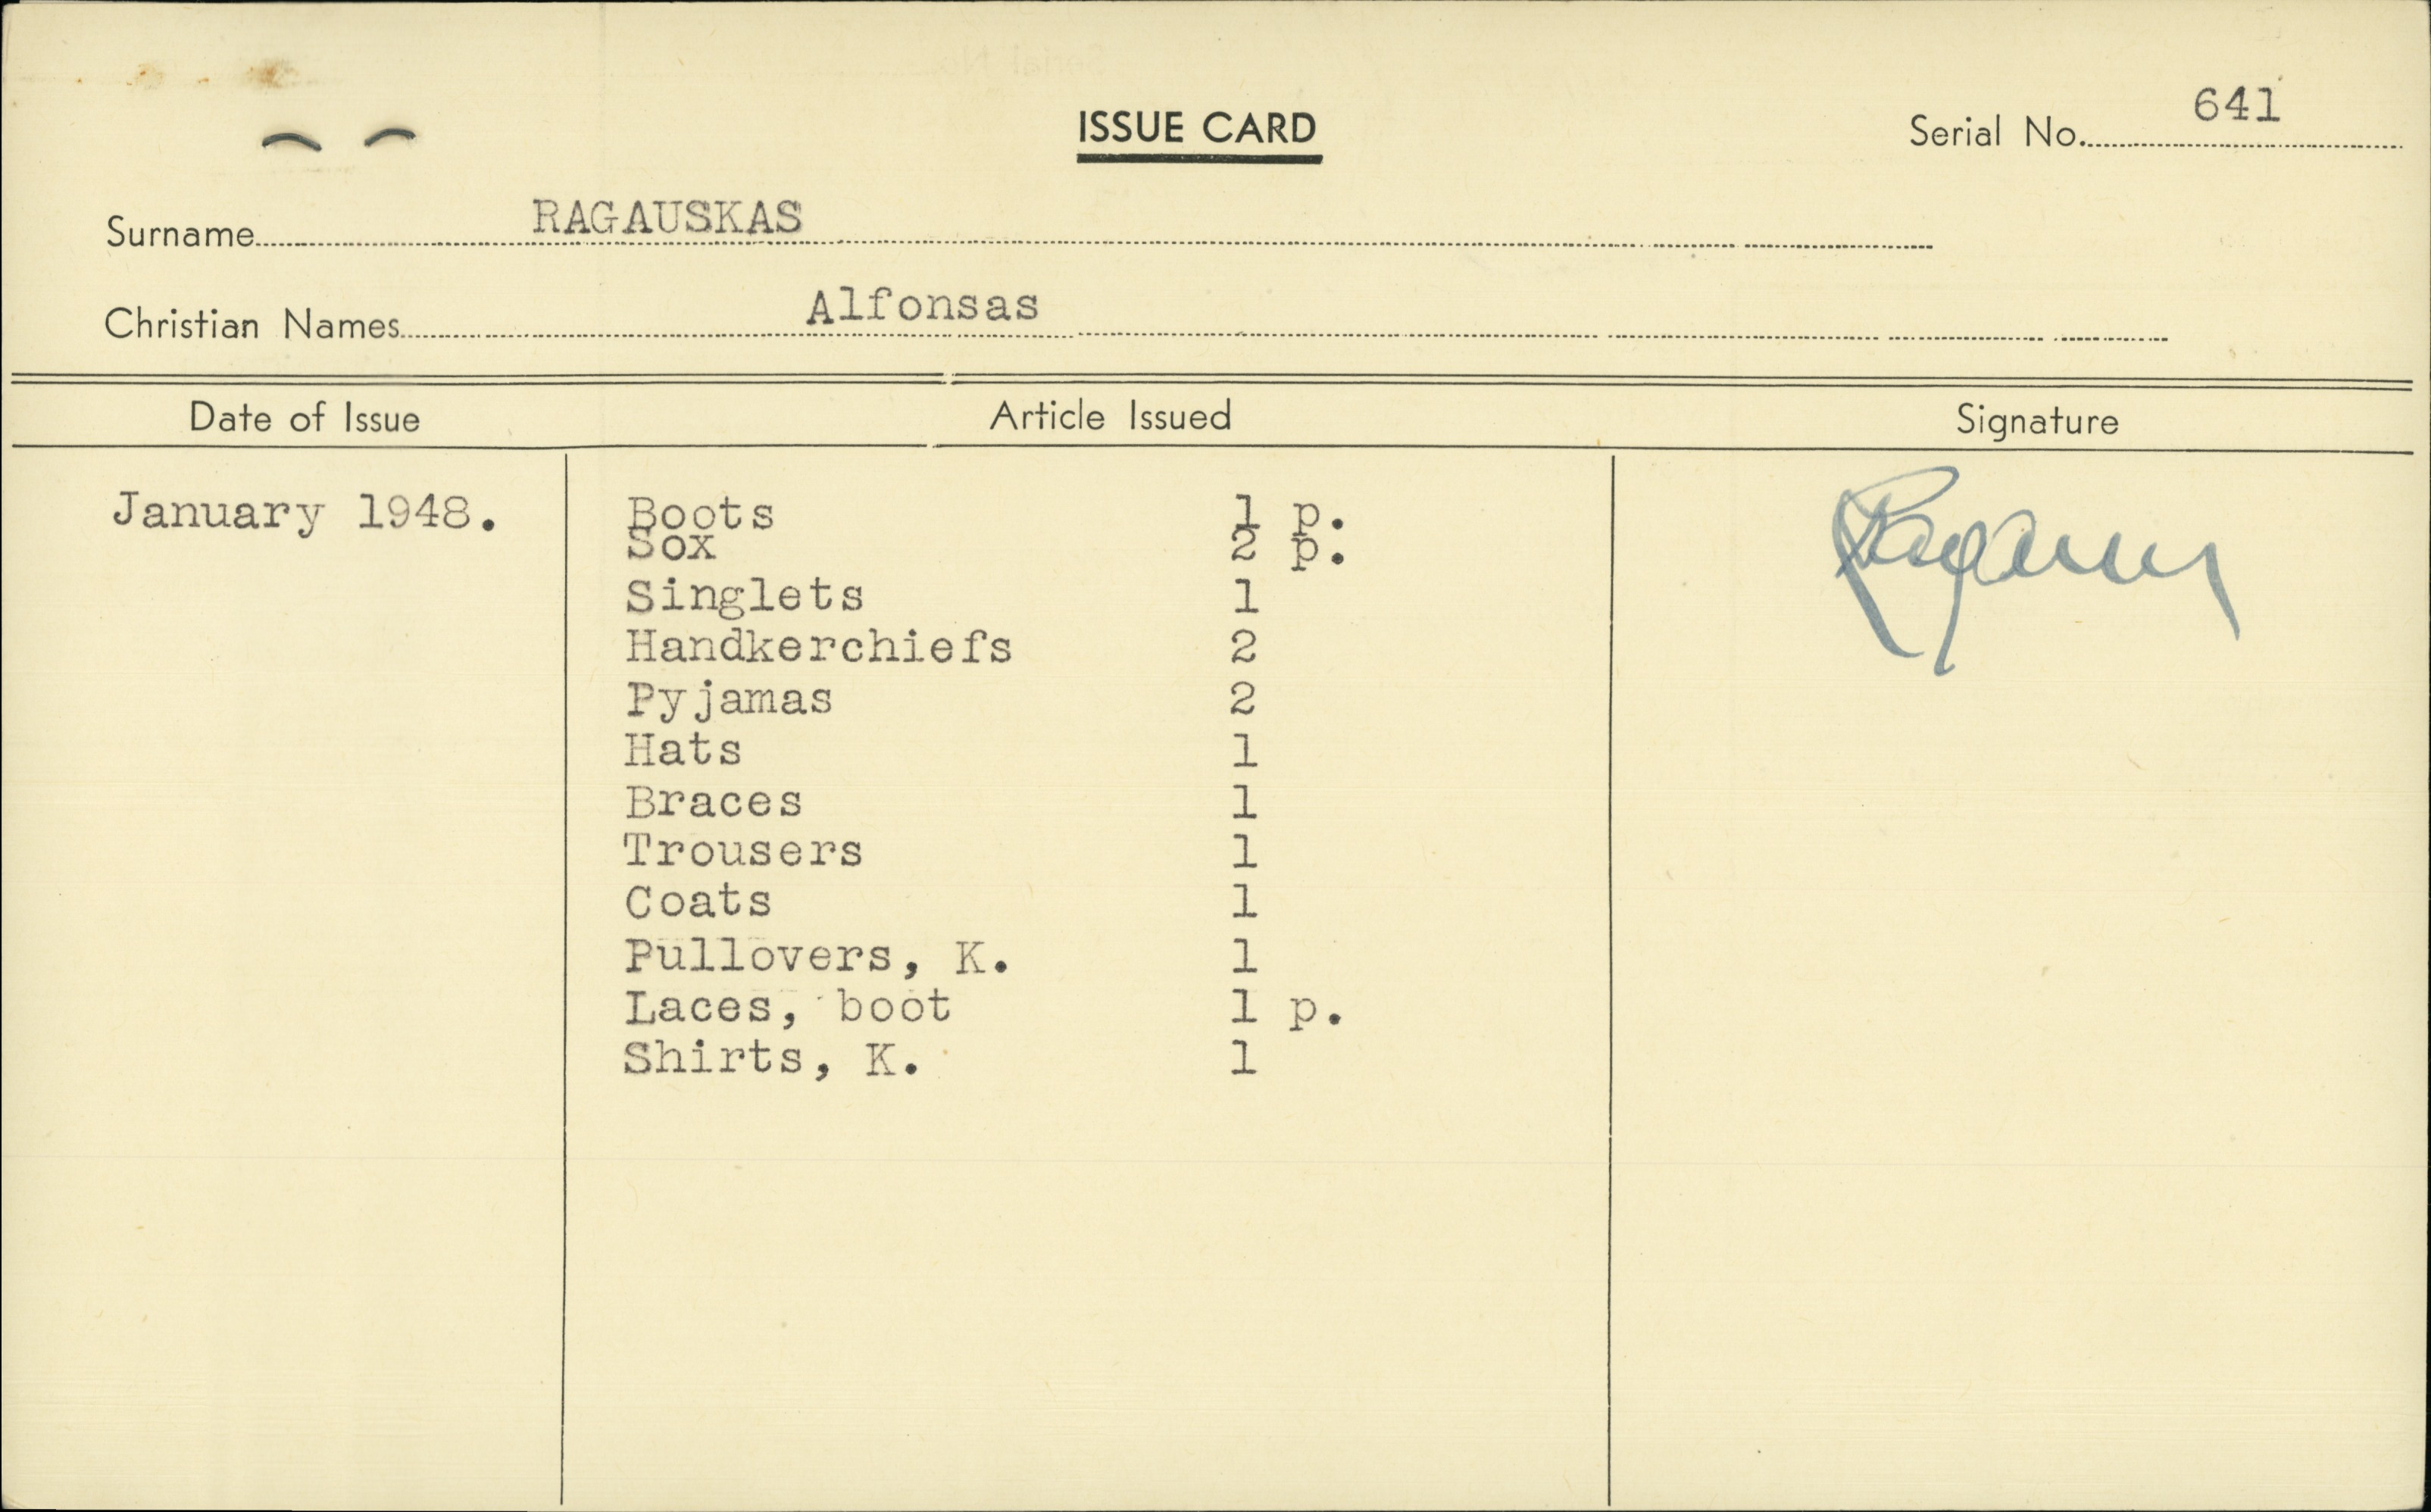 ISSUE CARD
Serial No. 641
Surname RAGAUSKAS
Christian Names Alfonsas
Date of Issue Article Issued Signature
January 1948. Boots 1 p.
Sox 2 p.
Singlets 1
Handkerchiefs 2
Pyjamas 2
Hats 1
Braces 1
Trousers 1
Coats 1
Pullovers, K. 1
Laces, boot 1 p.
Shirts, K. 1